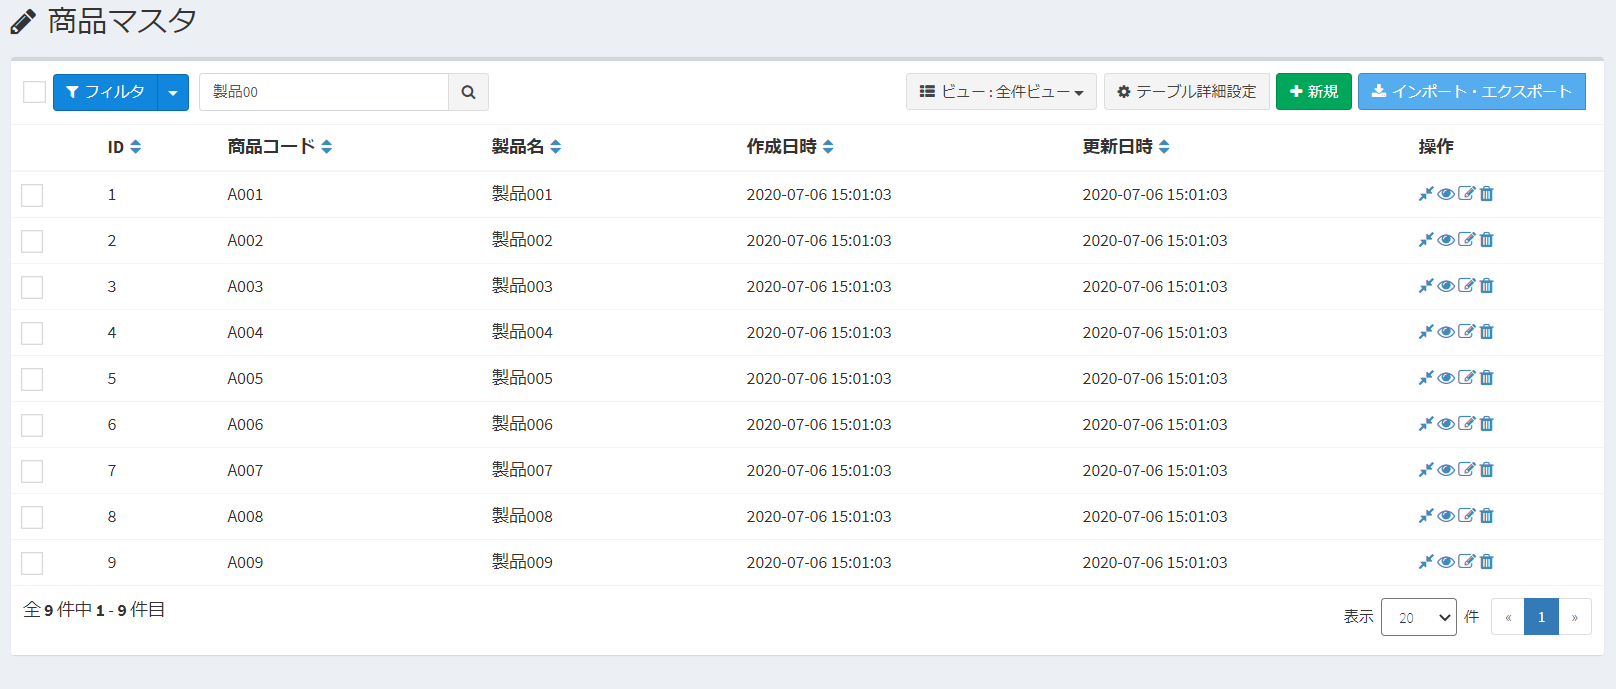 商品マスタ
フィルタ 製品00 ビュー : 全件ビュー テーブル詳細設定 新規 インポート・エクスポート
ID 商品コード 製品名 作成日時 更新日時 操作
1 A001 製品001 2020-07-06 15:01:03 2020-07-06 15:01:03
2 A002 製品002 2020-07-06 15:01:03 2020-07-06 15:01:03
3 A003 製品003 2020-07-06 15:01:03 2020-07-06 15:01:03
4 A004 製品004 2020-07-06 15:01:03 2020-07-06 15:01:03
5 A005 製品005 2020-07-06 15:01:03 2020-07-06 15:01:03
6 A006 製品006 2020-07-06 15:01:03 2020-07-06 15:01:03
7 A007 製品007 2020-07-06 15:01:03 2020-07-06 15:01:03
8 A008 製品008 2020-07-06 15:01:03 2020-07-06 15:01:03
9 A009 製品009 2020-07-06 15:01:03 2020-07-06 15:01:03
全 9 件中 1 - 9 件目
表示 20 件 « 1 »